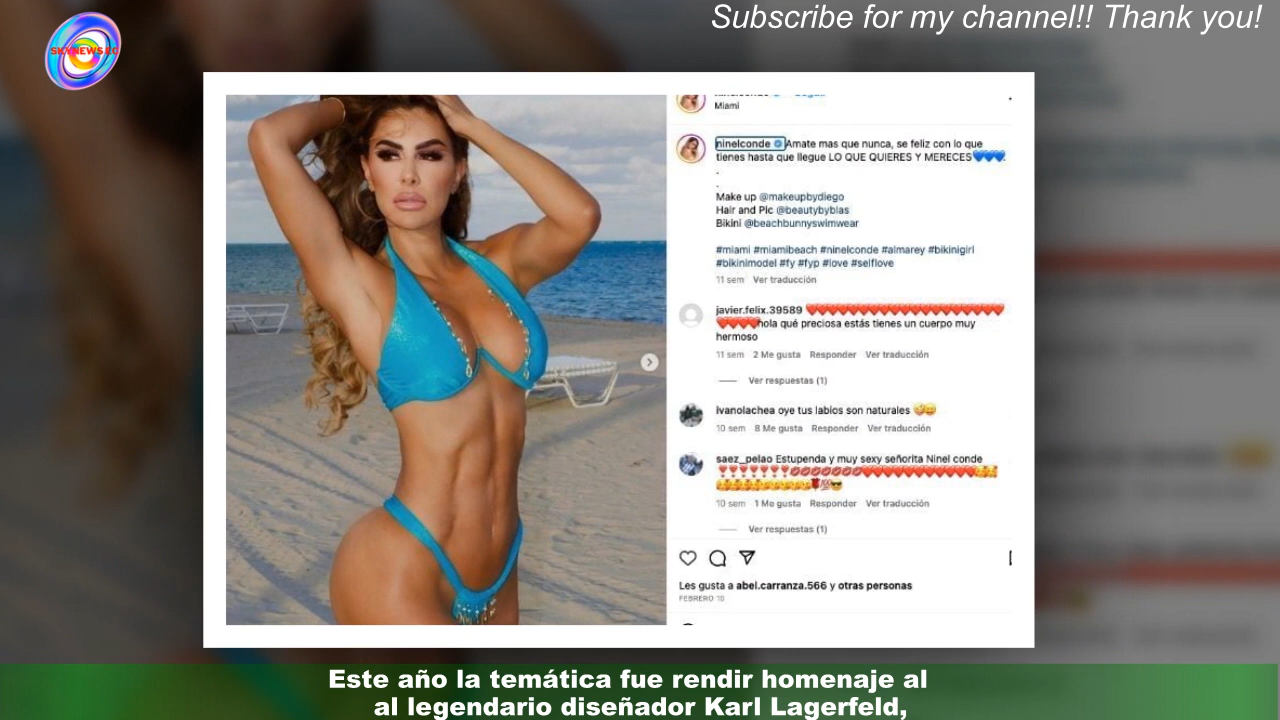 Subscribe for my channel!! Thank you!
SKYNEWS.EC
Miami
ninelconde Amate mas que nunca, se feliz con lo que
tienes hasta que llegue LO QUE QUIERES Y MERECES💙💙💙
.
.
Make up @makeupbydiego
Hair and Pic @beautybyblas
Bikini @beachbunnyswimwear
#miami #miamibeach #ninelconde #almarey #bikinigirl
#bikinimodel #fy #fyp #love #selflove
11 sem Ver traducción
javier.felix.39589
hola qué preciosa estás tienes un cuerpo muy
hermoso
11 sem 2 Me gusta Responder Ver traducción
Ver respuestas (1)
ivanolachea oye tus labios son naturales
10 sem 8 Me gusta Responder Ver traducción
saez_pelao Estupenda y muy sexy señorita Ninel conde
10 sem 1 Me gusta Responder Ver traducción
Ver respuestas (1)
Les gusta a abel.carranza.566 y otras personas
FEBRERO 10
Este año la temática fue rendir homenaje al
al legendario diseñador Karl Lagerfeld,